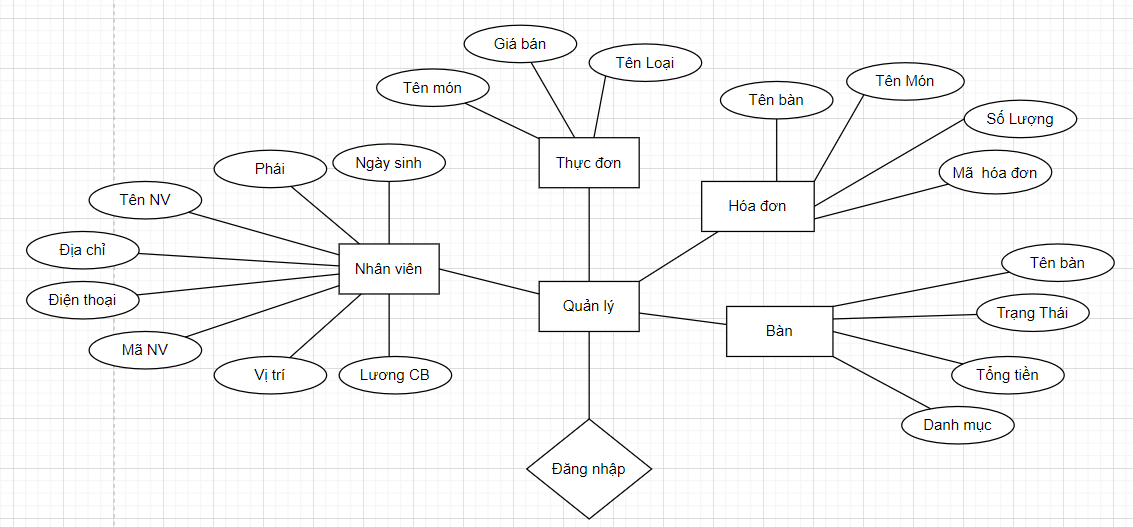 Giá bán
Tên Loại
Tên món
Tên bàn
Tên Món
Số Lượng
Thực đơn
Ngày sinh
Phái
Mã hóa đơn
Tên NV
Hóa đơn
Địa chỉ
Nhân viên
Tên bàn
Điện thoại
Quản lý
Trạng Thái
Bàn
Mã NV
Vị trí
Lương CB
Tổng tiền
Danh mục
Đăng nhập